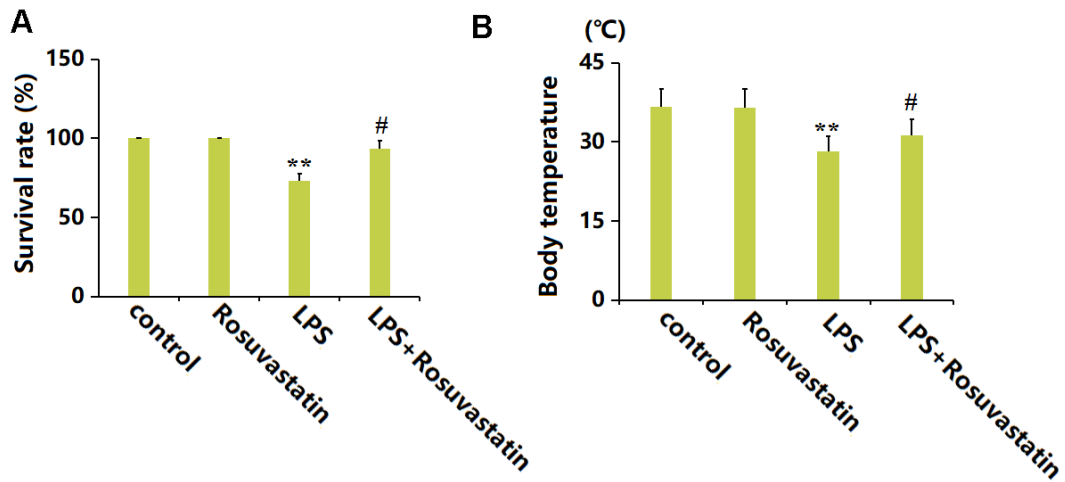 A
Survival rate (%)
150
100
50
0
**
#
control
Rosuvastatin
LPS
LPS+Rosuvastatin
B
(℃)
Body temperature
45
30
15
0
**
#
control
Rosuvastatin
LPS
LPS+Rosuvastatin